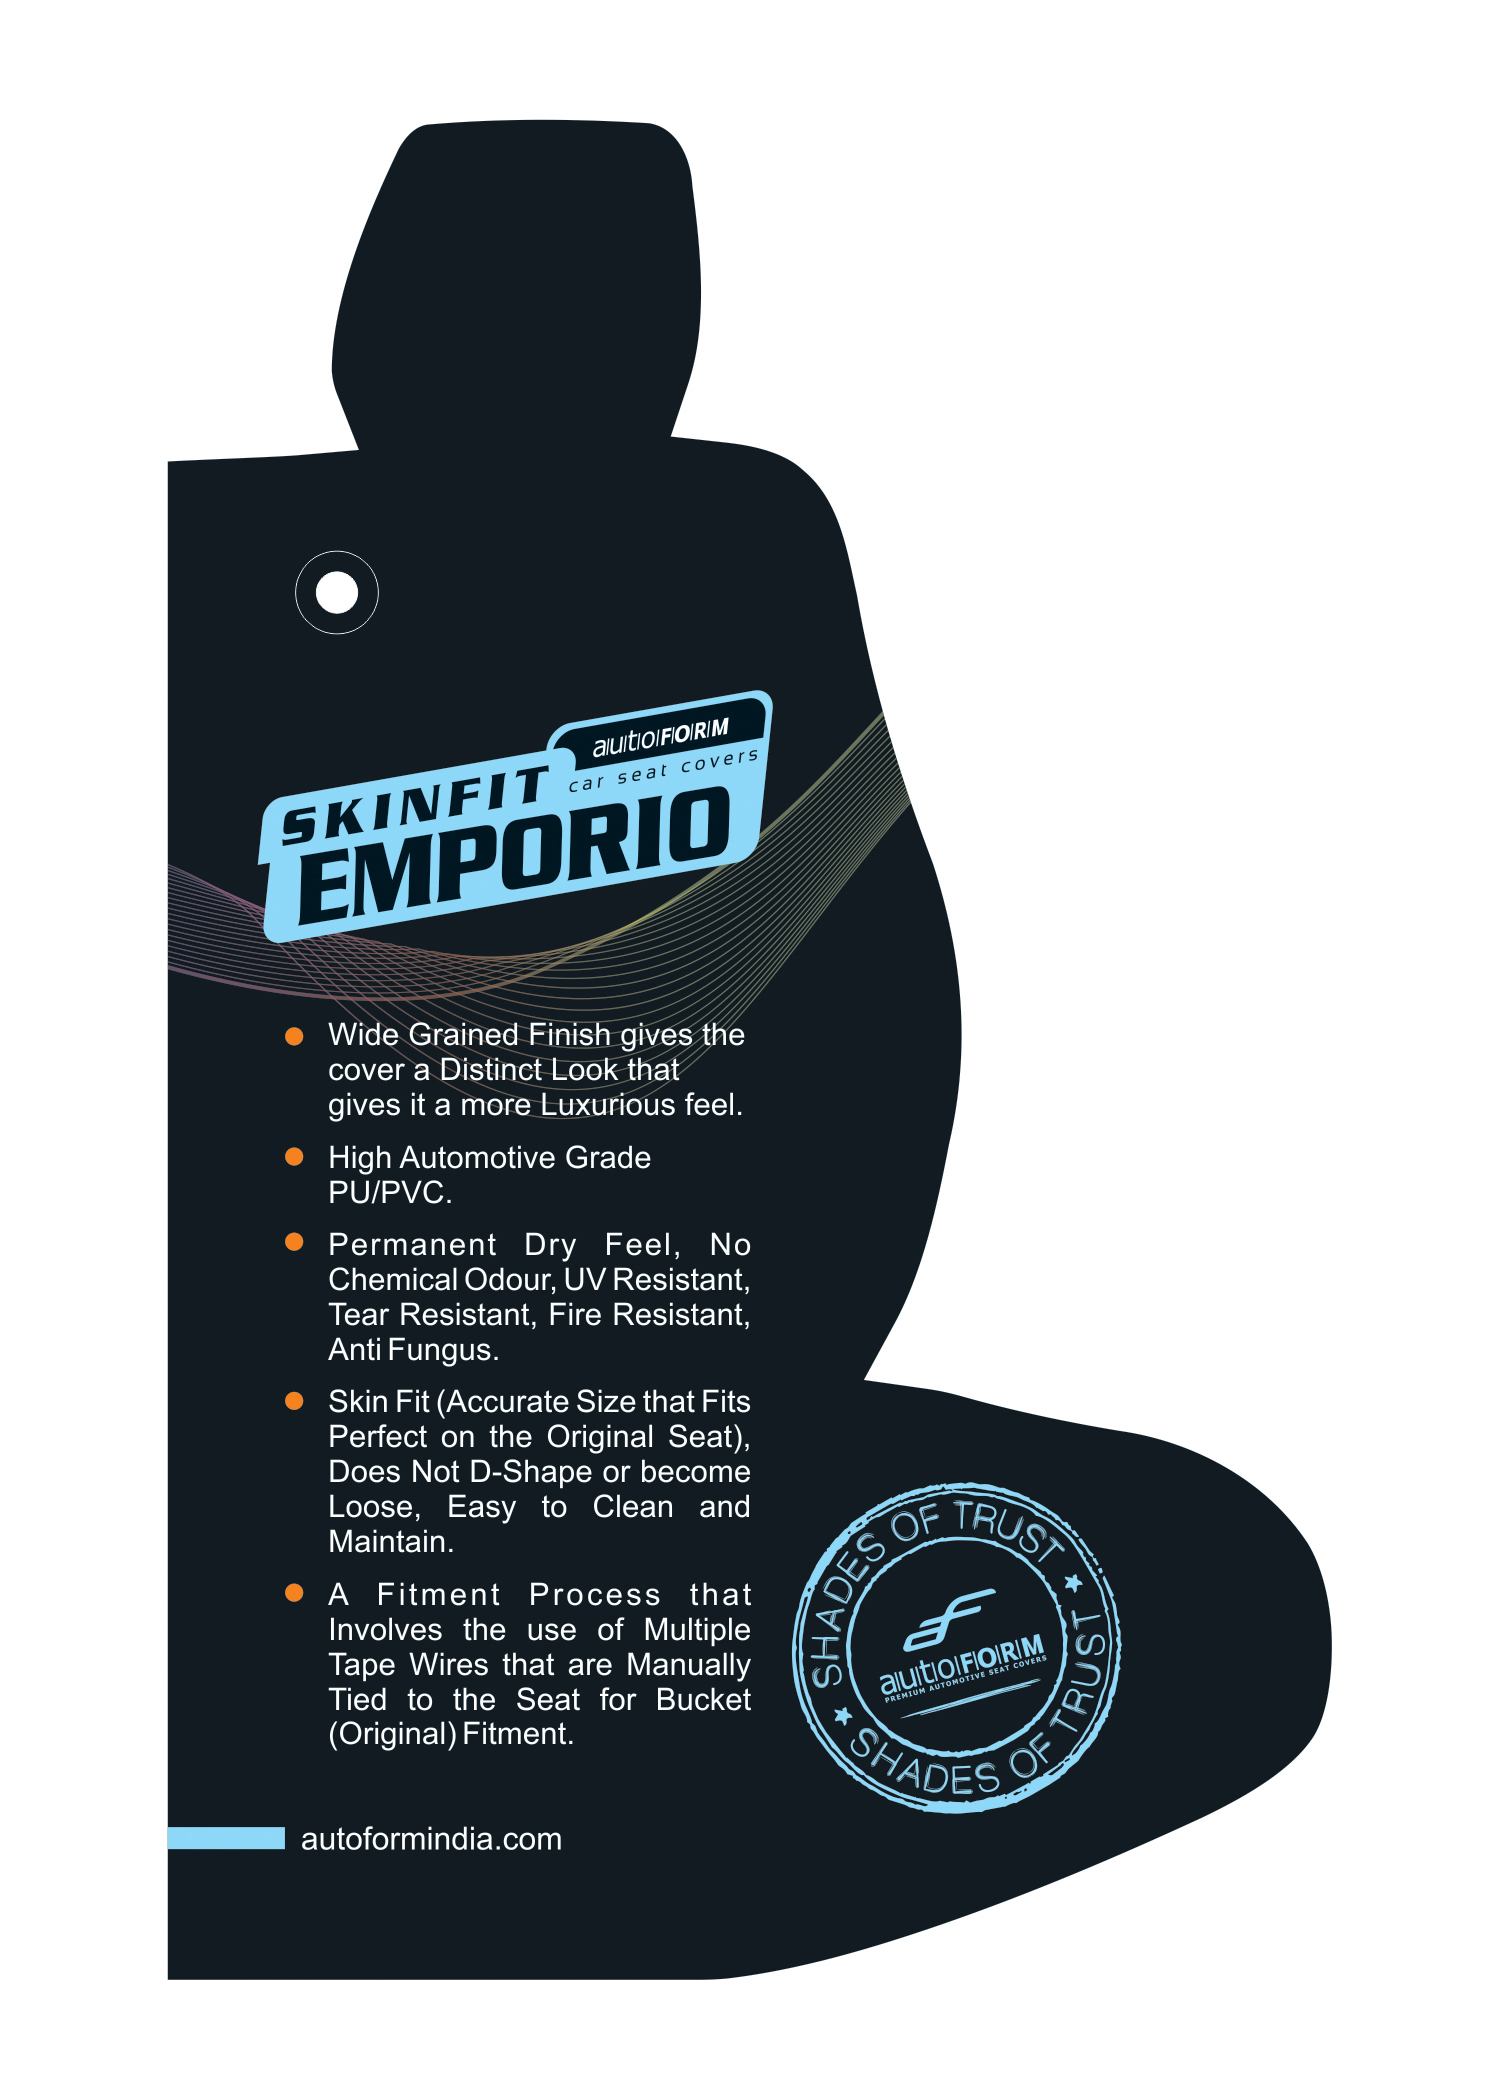 autoFORM
car seat covers
SKINFIT
EMPORIO
Wide Grained Finish gives the
cover a Distinct Look that
gives it a more Luxurious feel.
High Automotive Grade
PU/PVC.
Permanent Dry Feel, No
Chemical Odour, UV Resistant,
Tear Resistant, Fire Resistant,
Anti Fungus.
Skin Fit (Accurate Size that Fits
Perfect on the Original Seat),
Does Not D-Shape or become
Loose, Easy to Clean and
Maintain.
A Fitment Process that
Involves the use of Multiple
Tape Wires that are Manually
Tied to the Seat for Bucket
(Original) Fitment.
SHADES OF TRUST
autoFORM
PREMIUM AUTOMOTIVE SEAT COVERS
SHADES OF TRUST
autoformindia.com